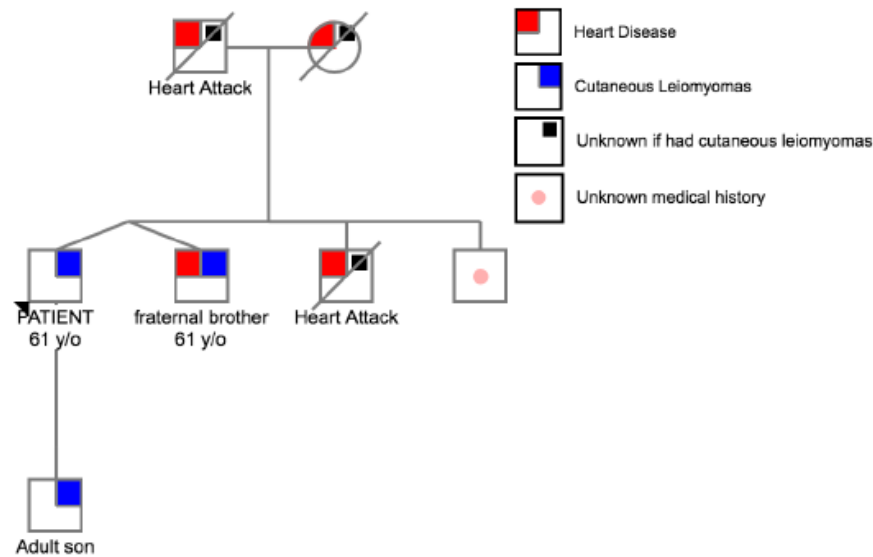 Heart Attack
Heart Disease
Cutaneous Leiomyomas
Unknown if had cutaneous leiomyomas
Unknown medical history
PATIENT
61 y/o
fraternal brother
61 y/o
Heart Attack
Adult son